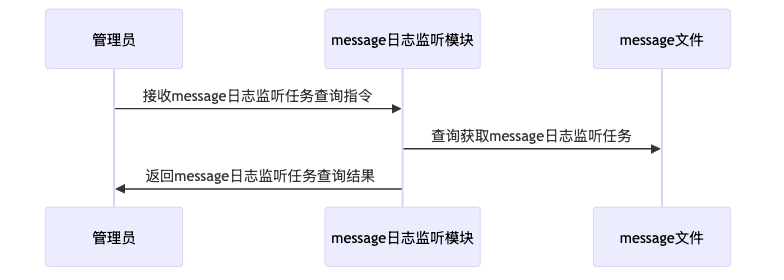 管理员
message日志监听模块
message文件
接收message日志监听任务查询指令
查询获取message日志监听任务
返回message日志监听任务查询结果
管理员
message日志监听模块
message文件